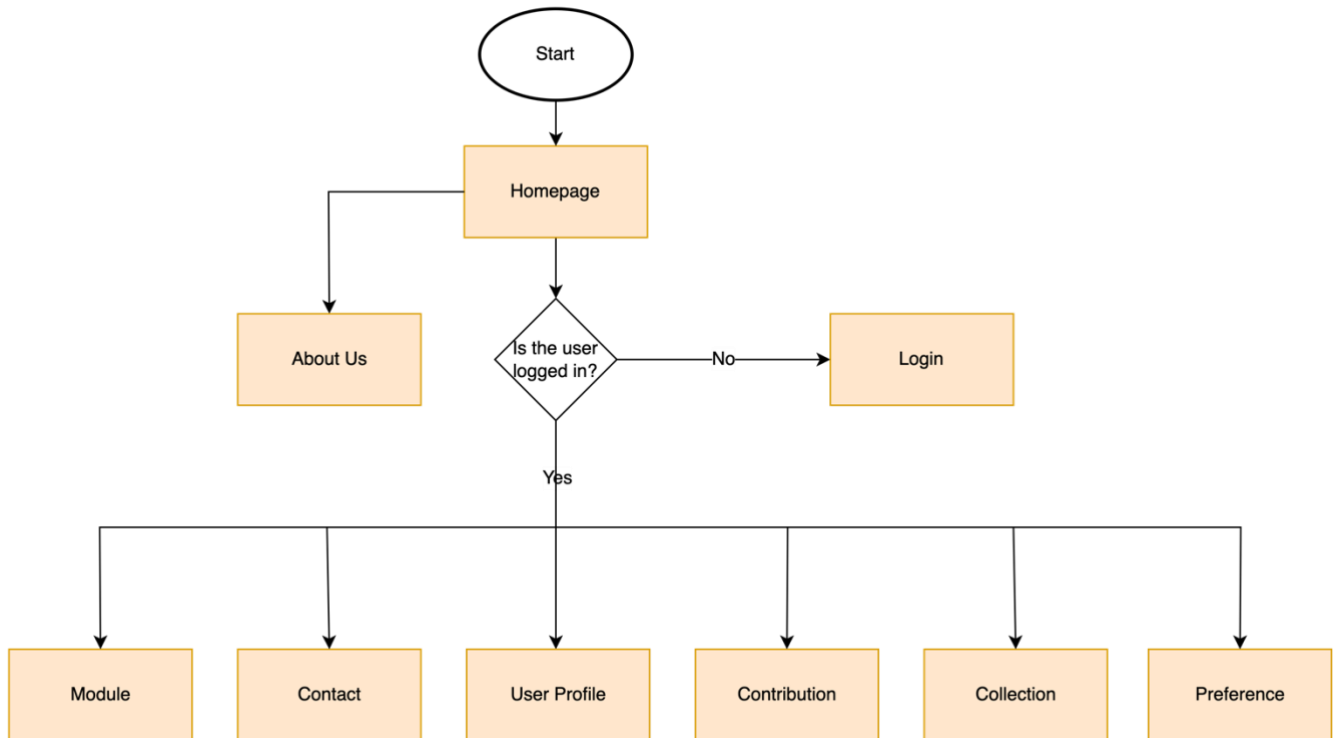 Start
Homepage
About Us
Is the user
logged in?
No
Login
Yes
Module
Contact
User Profile
Contribution
Collection
Preference